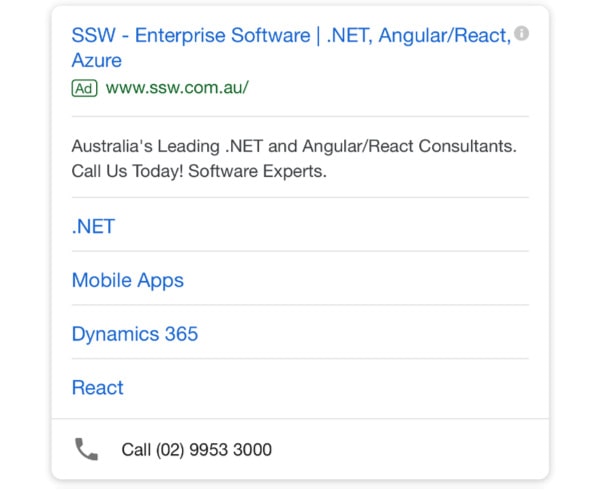 SSW - Enterprise Software | .NET, Angular/React,
Azure
Ad www.ssw.com.au/
Australia's Leading .NET and Angular/React Consultants.
Call Us Today! Software Experts.
.NET
Mobile Apps
Dynamics 365
React
Call (02) 9953 3000